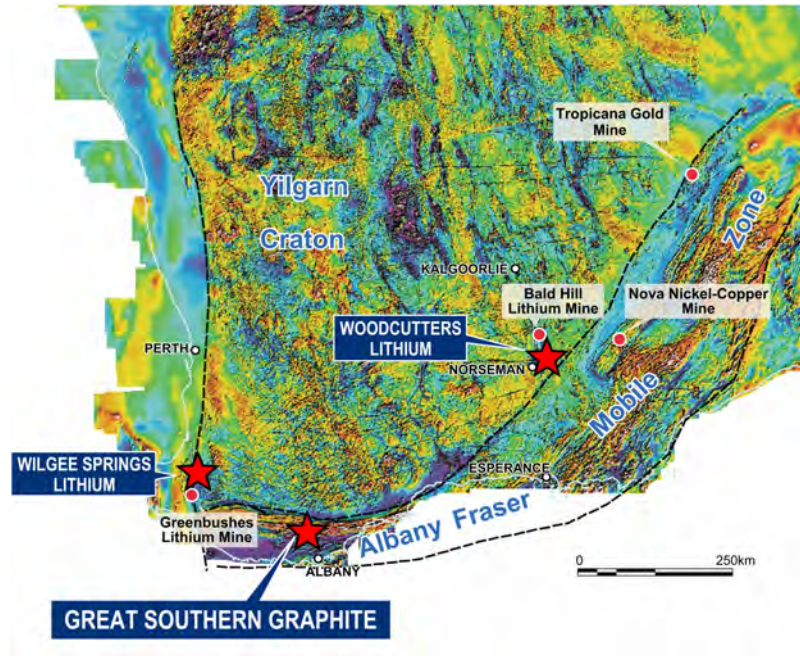 Tropicana Gold
Mine
Yilgarn
Craton
Zone
KALGOORLIE
Bald Hill
Lithium Mine
Nova Nickel-Copper
Mine
WOODCUTTERS
LITHIUM
PERTH
NORSEMAN
Mobile
WILGEE SPRINGS
LITHIUM
ESPERANCE
Greenbushes
Lithium Mine
Albany Fraser
ALBANY
0
250km
GREAT SOUTHERN GRAPHITE